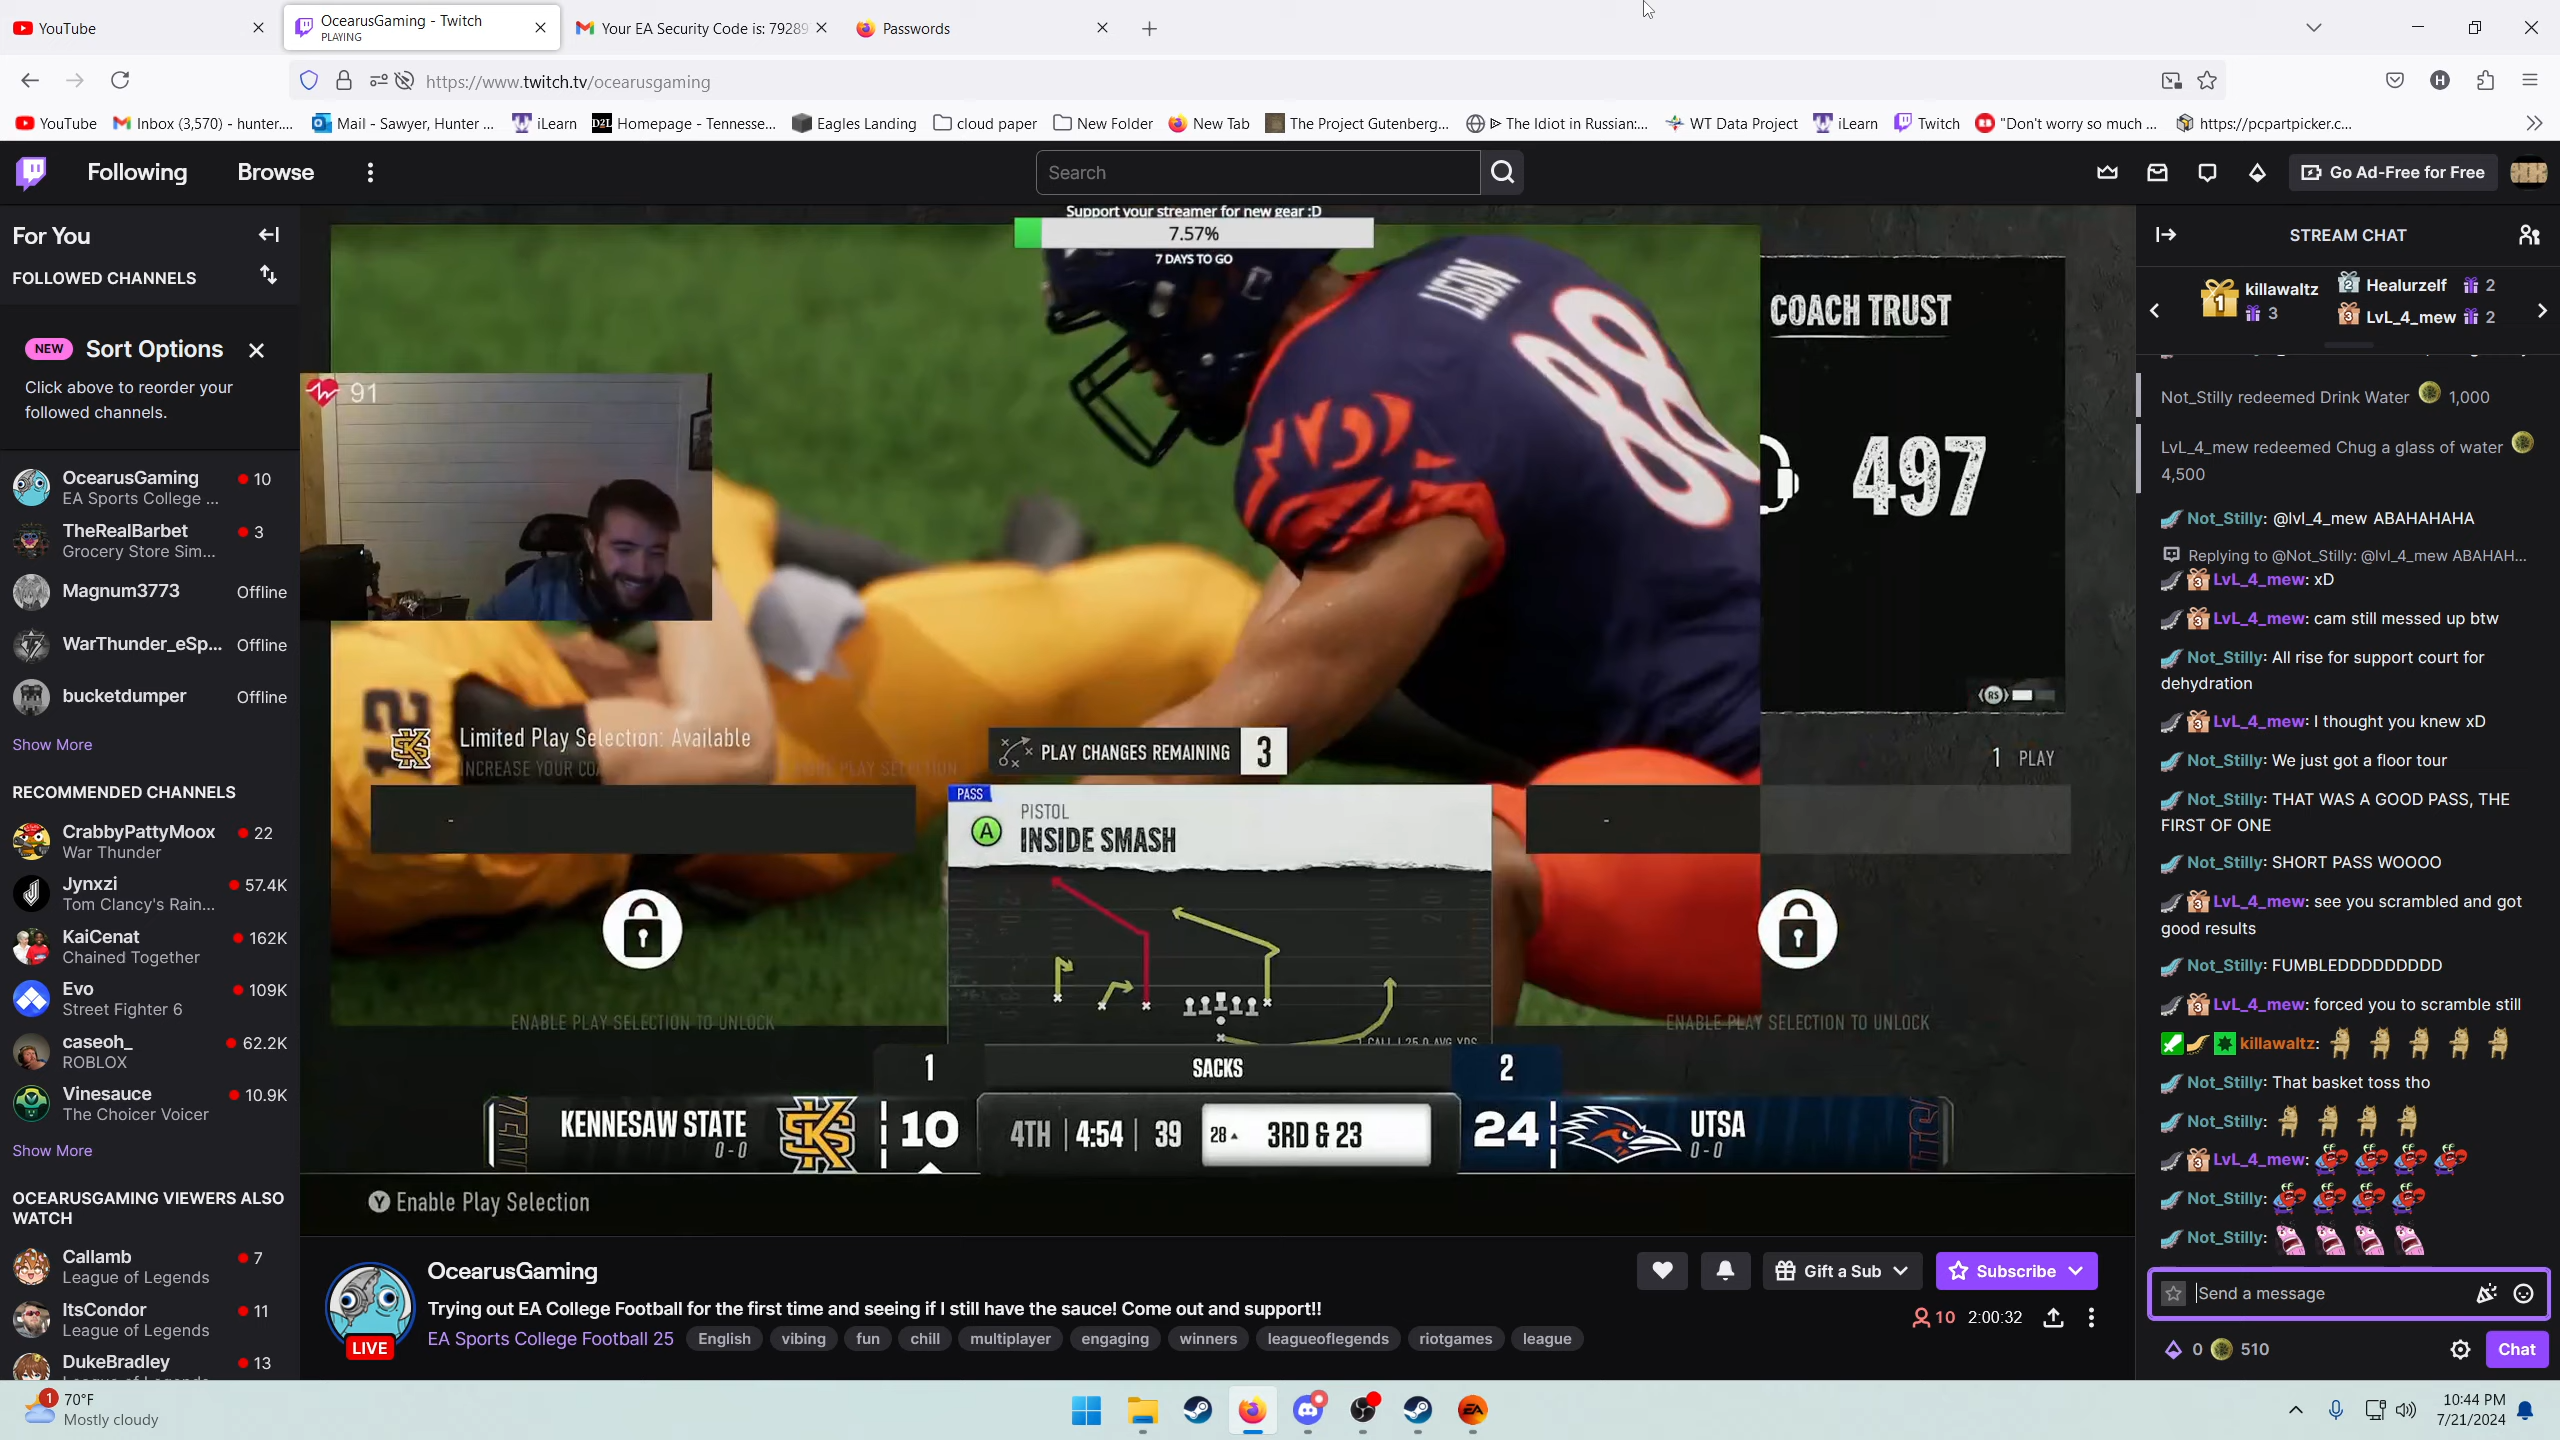 YouTube
OcearusGaming - Twitch
PLAYING
Your EA Security Code is: 79289
Passwords
https://www.twitch.tv/ocearusgaming
H
YouTube
Inbox (3,570) - hunter....
Mail - Sawyer, Hunter ...
iLearn
D2L Homepage - Tennesse...
Eagles Landing
cloud paper
New Folder
New Tab
The Project Gutenberg...
The Idiot in Russian:...
WT Data Project
iLearn
Twitch
"Don't worry so much ...
https://pcpartpicker.c...
Following
Browse
Search
Go Ad-Free for Free
For You
FOLLOWED CHANNELS
NEW Sort Options
Click above to reorder your
followed channels.
OcearusGaming 10
EA Sports College ...
TheRealBarbet 3
Grocery Store Sim...
Magnum3773 Offline
WarThunder_eSp... Offline
bucketdumper Offline
Show More
RECOMMENDED CHANNELS
CrabbyPattyMoox 22
War Thunder
Jynxzi 57.4K
Tom Clancy's Rain...
KaiCenat 162K
Chained Together
Evo 109K
Street Fighter 6
caseoh_ 62.2K
ROBLOX
Vinesauce 10.9K
The Choicer Voicer
Show More
OCEARUSGAMING VIEWERS ALSO
WATCH
Callamb 7
League of Legends
ItsCondor 11
League of Legends
DukeBradley 13
Support your streamer for new gear :D
7.57%
7 DAYS TO GO
91
LIGON
88
12
COACH TRUST
497
RS
Limited Play Selection: Available
PLAY CHANGES REMAINING 3
1 PLAY
PASS
PISTOL
A INSIDE SMASH
ENABLE PLAY SELECTION TO UNLOCK
ENABLE PLAY SELECTION TO UNLOCK
1 SACKS 2
KENNESAW STATE
0-0
KS
10
4TH 4:54 39 28 3RD & 23
24
UTSA
0-0
Y Enable Play Selection
OcearusGaming
Trying out EA College Football for the first time and seeing if I still have the sauce! Come out and support!!
EA Sports College Football 25
English vibing fun chill multiplayer engaging winners leagueoflegends riotgames league
LIVE
Gift a Sub
Subscribe
10 2:00:32
STREAM CHAT
1 killawaltz 3
2 Healurzelf 2
3 LvL_4_mew 2
Not_Stilly redeemed Drink Water 1,000
LvL_4_mew redeemed Chug a glass of water
4,500
Not_Stilly: @lvl_4_mew ABAHAHAHA
Replying to @Not_Stilly: @lvl_4_mew ABAHAH...
LvL_4_mew: xD
LvL_4_mew: cam still messed up btw
Not_Stilly: All rise for support court for
dehydration
LvL_4_mew: I thought you knew xD
Not_Stilly: We just got a floor tour
Not_Stilly: THAT WAS A GOOD PASS, THE
FIRST OF ONE
Not_Stilly: SHORT PASS WOOOO
LvL_4_mew: see you scrambled and got
good results
Not_Stilly: FUMBLEDDDDDDDDD
LvL_4_mew: forced you to scramble still
killawaltz:
Not_Stilly: That basket toss tho
Not_Stilly:
LvL_4_mew:
Not_Stilly:
Not_Stilly:
Send a message
0 510
Chat
1
70°F
Mostly cloudy
EA
10:44 PM
7/21/2024